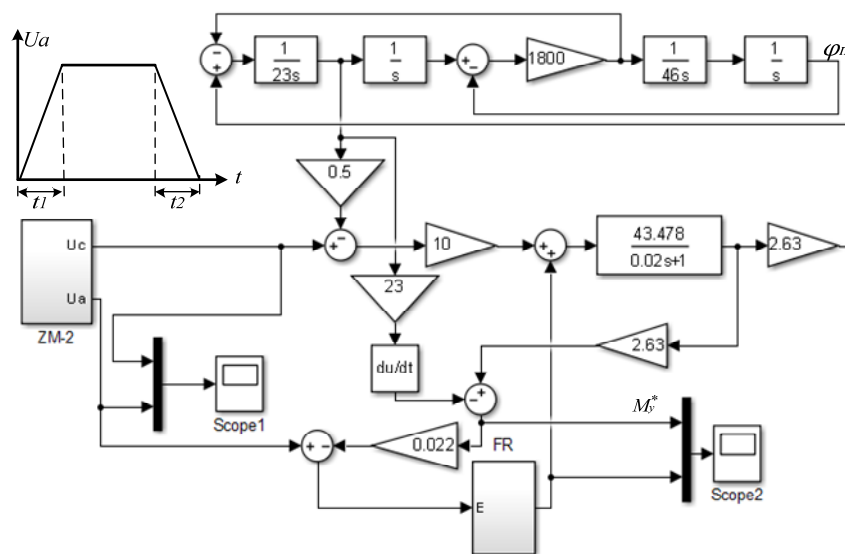 Ua
t
t1
t2
- +
1
23s
1
s
+ -
1800
1
46s
1
s
0.5
Uc
Ua
ZM-2
+ -
10
+ +
43.478
0.02s+1
2.63
23
du/dt
2.63
- +
M*y
Scope1
+ -
0.022
FR
E
Scope2